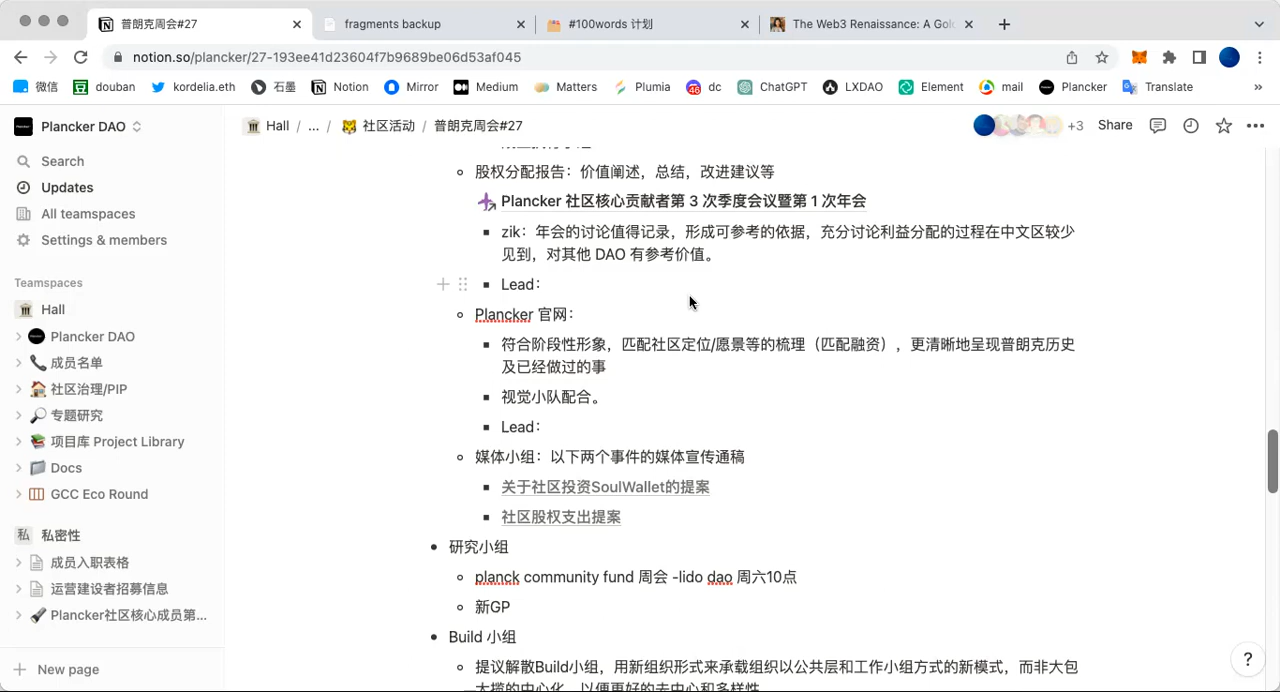 普朗克周会#27
fragments backup
#100words 计划
The Web3 Renaissance: A Gol
notion.so/plancker/27-193ee41d23604f7b9689be06d53af045
微信 douban kordelia.eth 石墨 Notion Mirror Medium Matters Plumia 46 dc ChatGPT LXDAO Element mail Plancker Translate »
Plancker DAO
Hall / ... / 社区活动 / 普朗克周会#27
+3 Share
Search
Updates
All teamspaces
Settings & members
Teamspaces
Hall
Plancker DAO
成员名单
社区治理/PIP
专题研究
项目库 Project Library
Docs
GCC Eco Round
私 私密性
成员入职表格
运营建设者招募信息
Plancker社区核心成员第...
New page
股权分配报告：价值阐述，总结，改进建议等
Plancker 社区核心贡献者第 3 次季度会议暨第 1 次年会
zik：年会的讨论值得记录，形成可参考的依据，充分讨论利益分配的过程在中文区较少
见到，对其他 DAO 有参考价值。
Lead：
Plancker 官网：
符合阶段性形象，匹配社区定位/愿景等的梳理（匹配融资），更清晰地呈现普朗克历史
及已经做过的事
视觉小队配合。
Lead：
媒体小组：以下两个事件的媒体宣传通稿
关于社区投资SoulWallet的提案
社区股权支出提案
研究小组
planck community fund 周会 -lido dao 周六10点
新GP
Build 小组
提议解散Build小组，用新组织形式来承载组织以公共层和工作小组方式的新模式，而非大包
大揽的中心化，以便更好的去中心和多样性
?